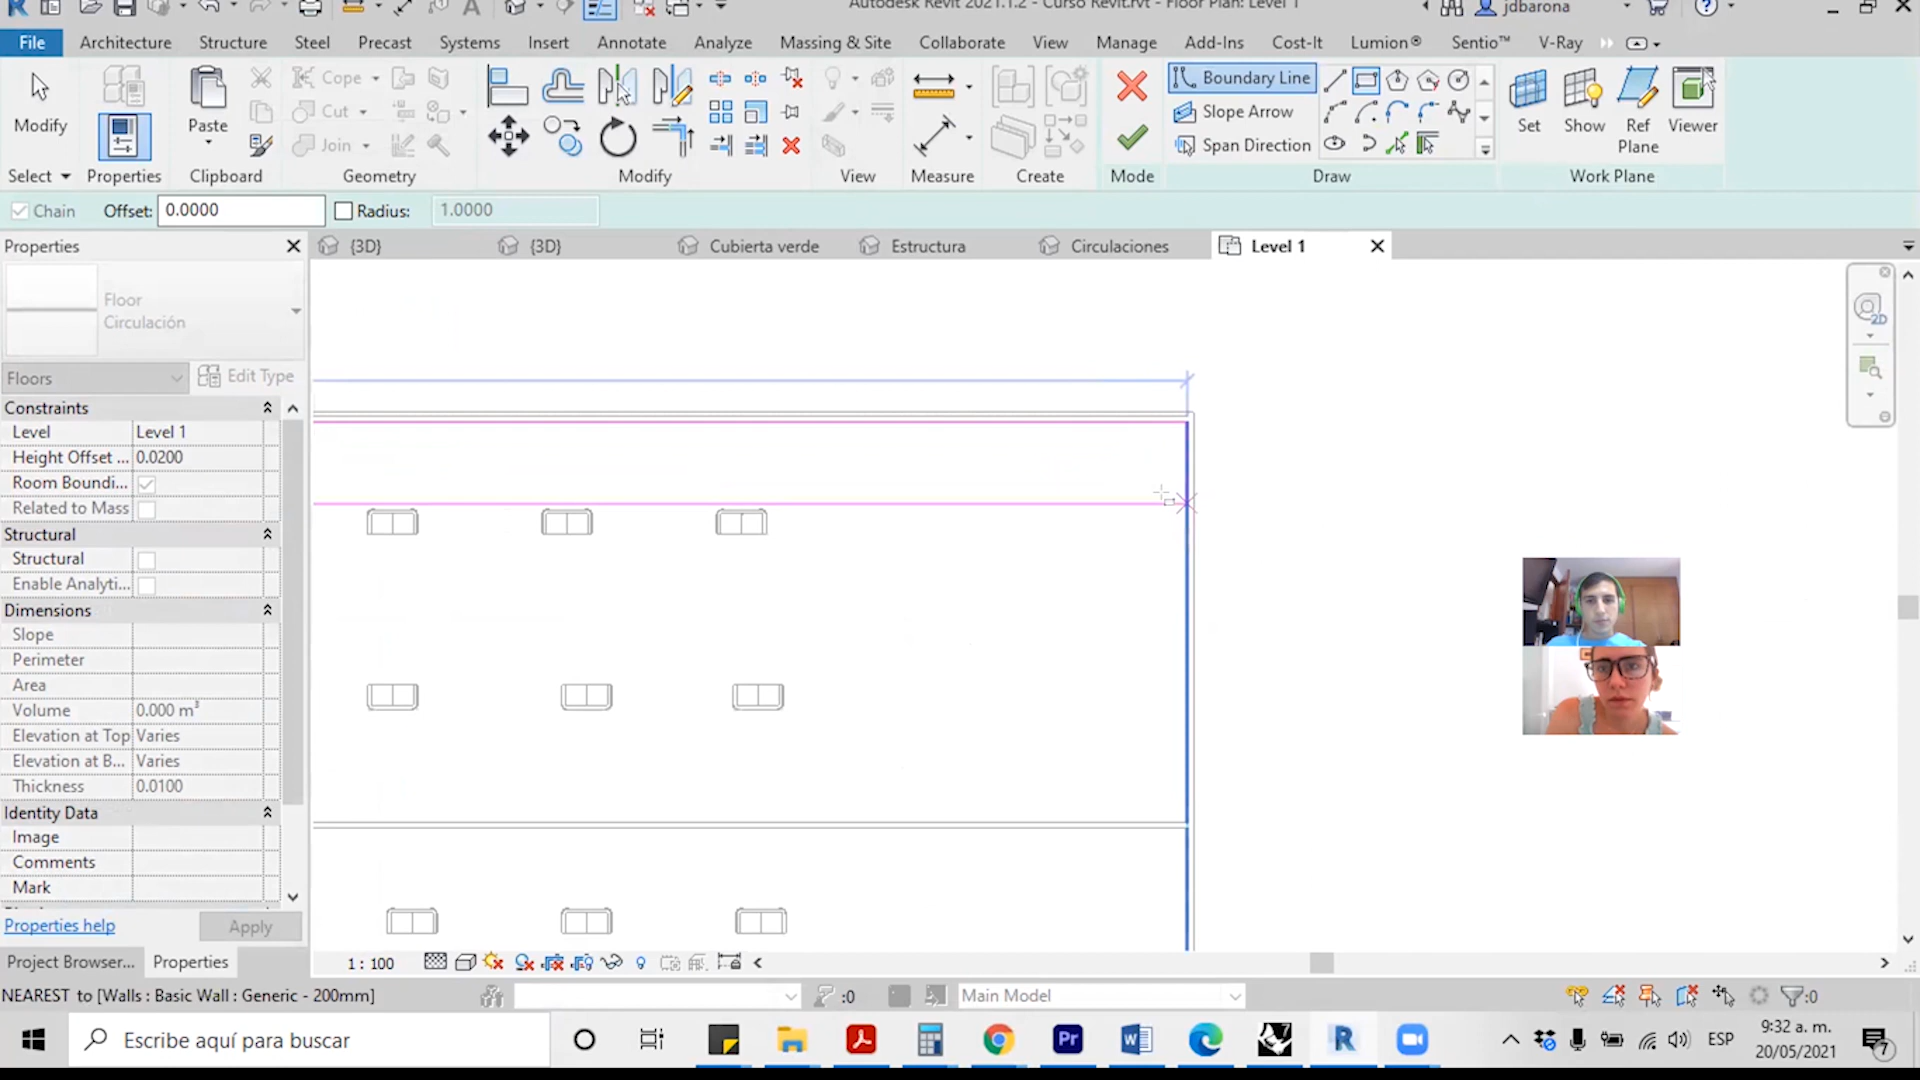 Autodesk Revit 2021.1.2 - Curso Revit.rvt - Floor Plan: Level 1
jdbarona
File Architecture Structure Steel Precast Systems Insert Annotate Analyze Massing & Site Collaborate View Manage Add-Ins Cost-It Lumion® Sentio™ V-Ray
Modify
Paste
Cope
Cut
Join
Boundary Line
Slope Arrow
Span Direction
Set Show Ref Plane Viewer
Select Properties Clipboard Geometry Modify View Measure Create Mode Draw Work Plane
Chain Offset: 0.0000 Radius: 1.0000
Properties
{3D} {3D} Cubierta verde Estructura Circulaciones Level 1
2D
Floor
Circulación
Floors Edit Type
Constraints
Level Level 1
Height Offset ... 0.0200
Room Boundi...
Related to Mass
Structural
Structural
Enable Analyti...
Dimensions
Slope
Perimeter
Area
Volume 0.000 m³
Elevation at Top Varies
Elevation at B... Varies
Thickness 0.0100
Identity Data
Image
Comments
Mark
Properties help Apply
Project Browser... Properties
1 : 100
NEAREST to [Walls : Basic Wall : Generic - 200mm]
:0 Main Model :0
Escribe aquí para buscar
Pr
ESP
9:32 a. m.
20/05/2021
7